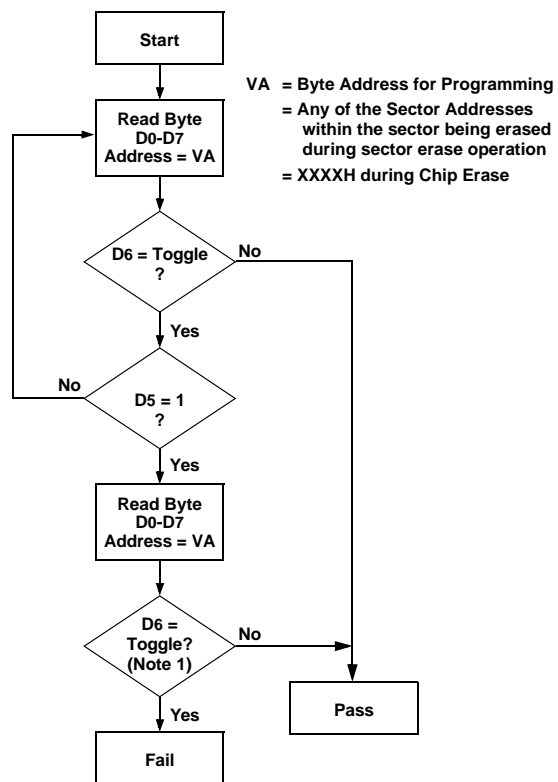 Start
VA = Byte Address for Programming
= Any of the Sector Addresses
within the sector being erased
during sector erase operation
= XXXXH during Chip Erase
Read Byte
D0-D7
Address = VA
D6 = Toggle
?
No
Yes
No
D5 = 1
?
Yes
Read Byte
D0-D7
Address = VA
D6 =
Toggle?
(Note 1)
No
Yes
Pass
Fail